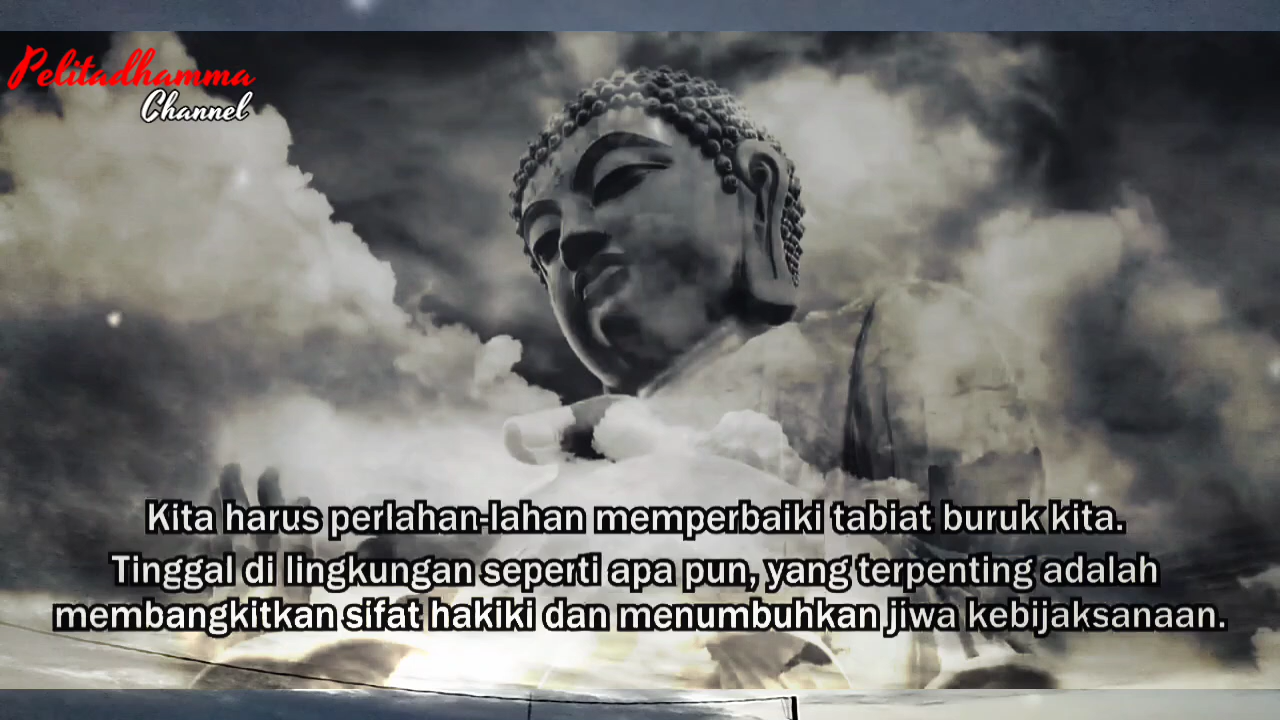 Pelitadhamma
Channel
Kita harus perlahan-lahan memperbaiki tabiat buruk kita.
Tinggal di lingkungan seperti apa pun, yang terpenting adalah
membangkitkan sifat hakiki dan menumbuhkan jiwa kebijaksanaan.